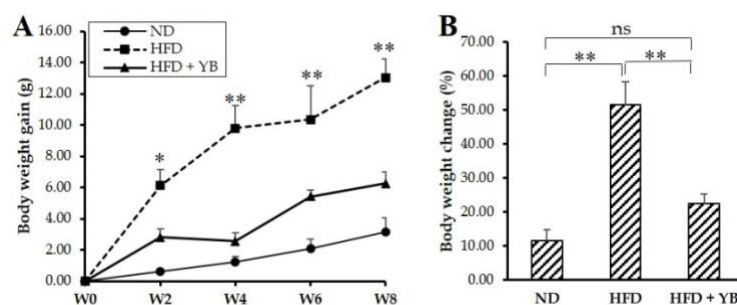 A
16.00
14.00
12.00
10.00
8.00
6.00
4.00
2.00
0.00
Body weight gain (g)
ND
HFD
HFD + YB
*
**
**
**
W0 W2 W4 W6 W8
B
70.00
60.00
50.00
40.00
30.00
20.00
10.00
0.00
Body weight change (%)
ns
** **
ND HFD HFD + YB